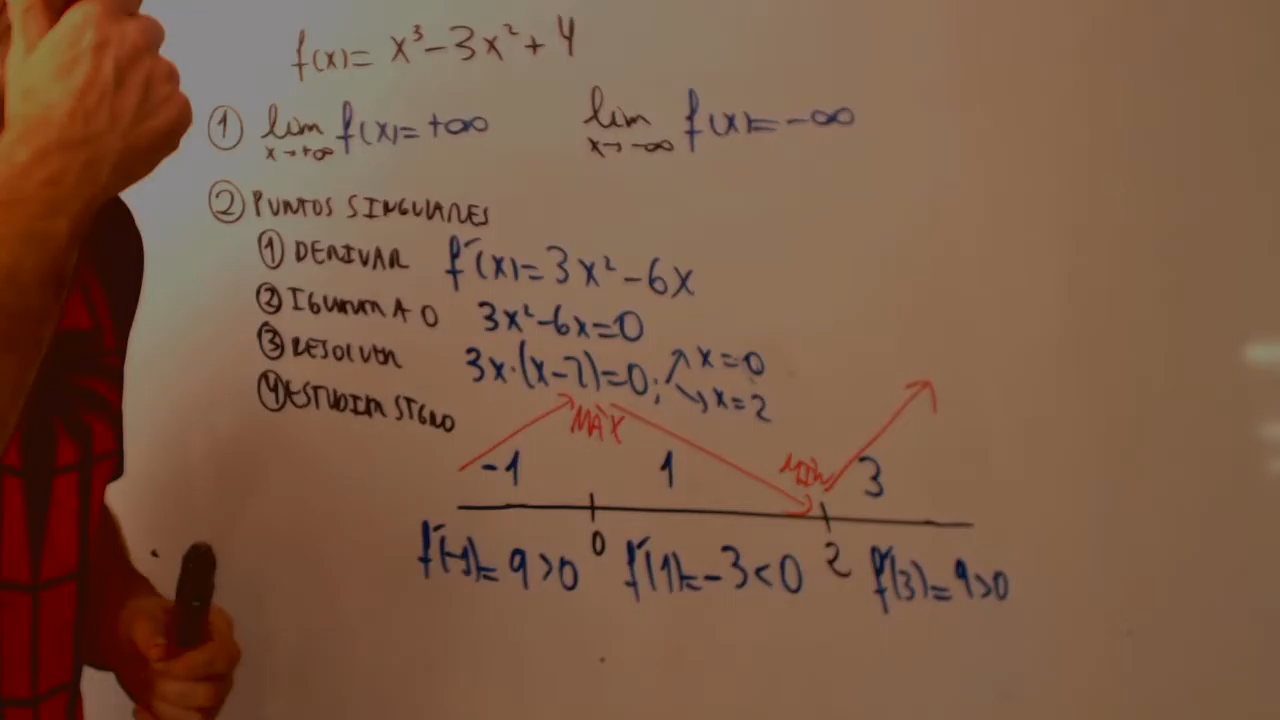 f(x)= x³-3x²+4
① lim x→+∞ f(x)=+∞ lim x→-∞ f(x)=-∞
② PUNTOS SINGULARES
① DERIVAR f'(x)=3x²-6x
② IGUALAR A 0 3x²-6x=0
③ RESOLVER 3x·(x-2)=0; x=0
x=2
④ ESTUDIAR SIGNO
MÁX
MÍN
-1 1 3
0 2
f'(-1)=9>0 f'(1)=-3<0 f'(3)=9>0